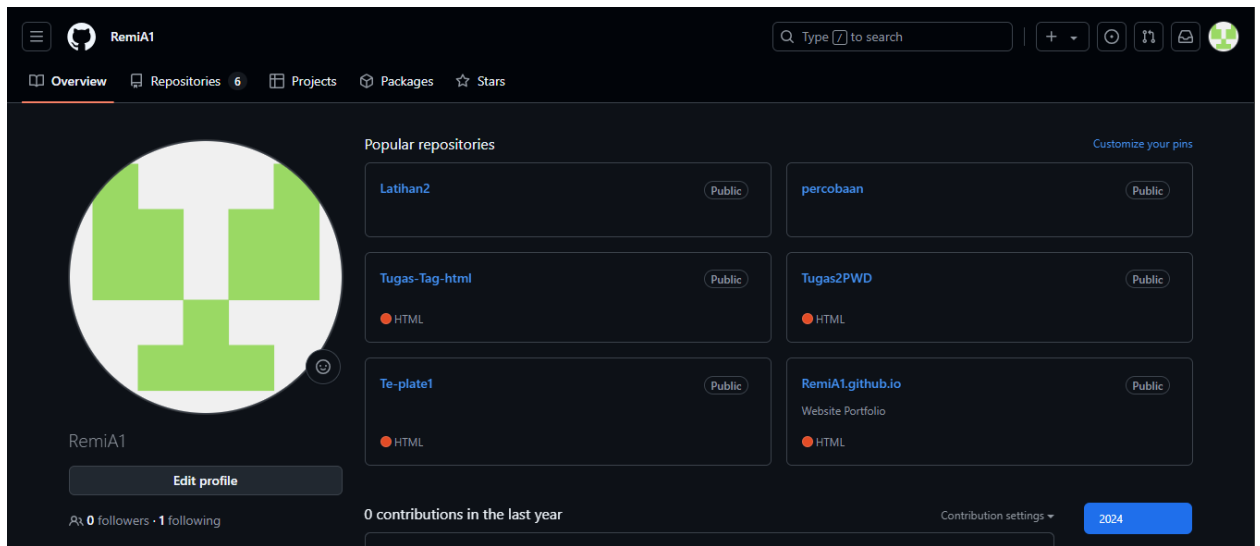 RemiA1
Type / to search
Overview Repositories 6 Projects Packages Stars
Popular repositories Customize your pins
Latihan2 Public
percobaan Public
Tugas-Tag-html Public
HTML
Tugas2PWD Public
HTML
Te-plate1 Public
HTML
RemiA1.github.io Public
Website Portfolio
HTML
RemiA1
Edit profile
0 followers · 1 following
0 contributions in the last year Contribution settings
2024